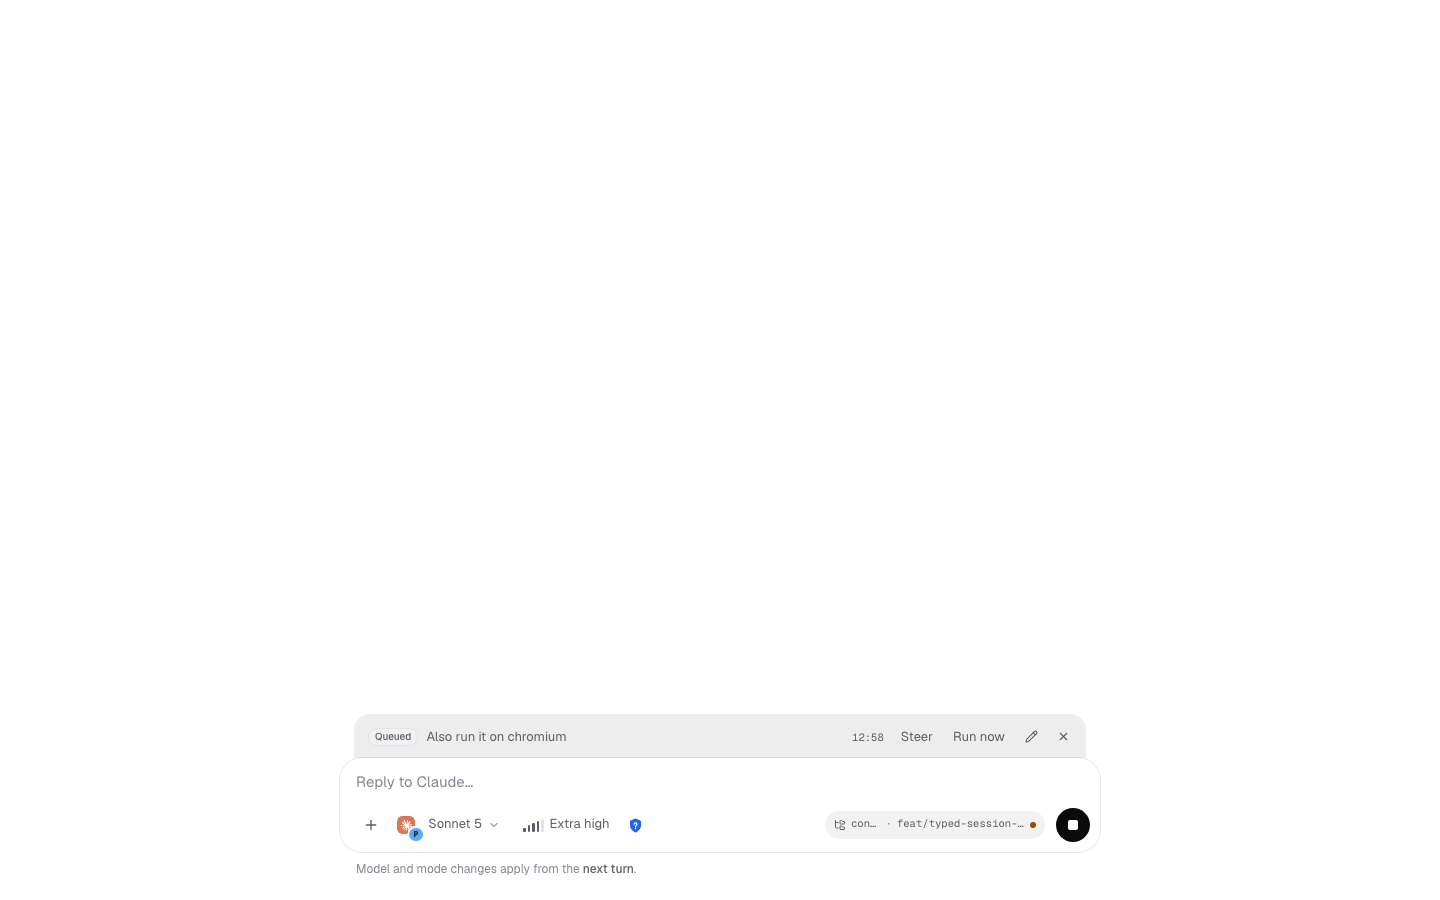 Queued Also run it on chromium 12:58 Steer Run now
Reply to Claude...
P Sonnet 5 Extra high con… · feat/typed-session-…
Model and mode changes apply from the next turn.